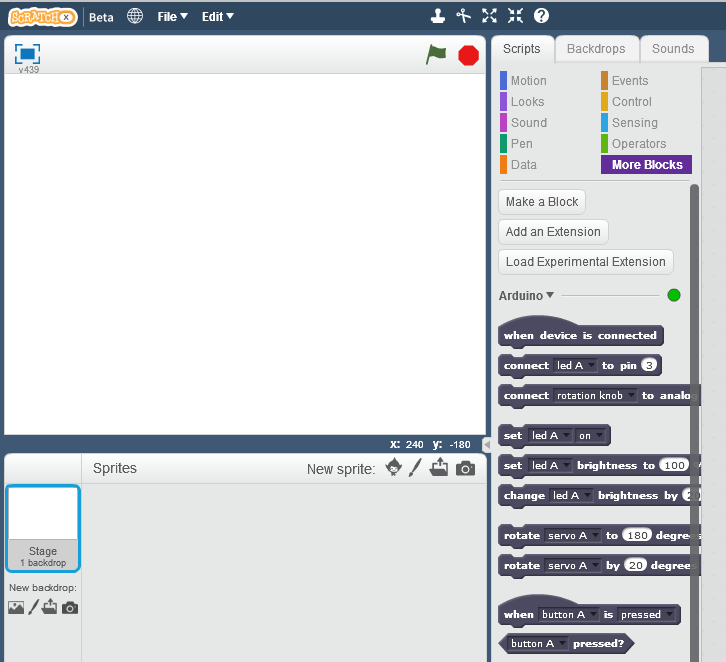 SCRATCHX Beta File Edit
v439
Scripts Backdrops Sounds
Motion Events
Looks Control
Sound Sensing
Pen Operators
Data More Blocks
Make a Block
Add an Extension
Load Experimental Extension
Arduino
when device is connected
connect led A to pin 3
connect rotation knob to analo
set led A on
set led A brightness to 100
change led A brightness by
rotate servo A to 180 degree
rotate servo A by 20 degree
when button A is pressed
button A pressed?
x: 240 y: -180
Sprites New sprite:
Stage
1 backdrop
New backdrop: